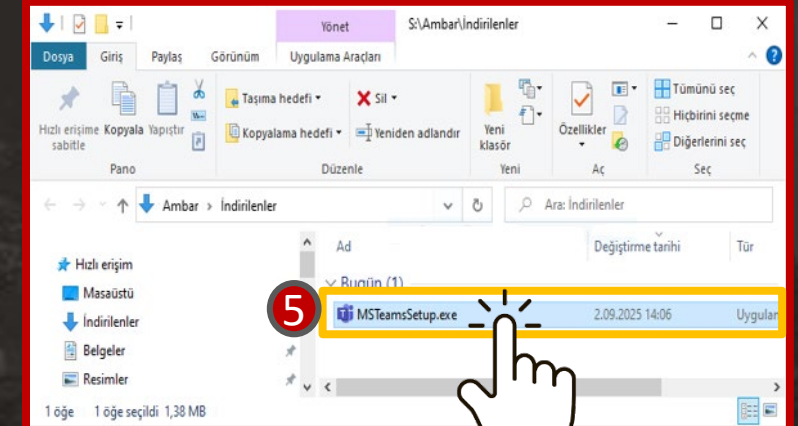 Yönet
S:\Ambar\İndirilenler
Dosya
Giriş
Paylaş
Görünüm
Uygulama Araçları
Hızlı erişime sabitle
Kopyala
Yapıştır
Pano
Taşıma hedefi
Kopyalama hedefi
Sil
Yeniden adlandır
Düzenle
Yeni klasör
Yeni
Özellikler
Aç
Tümünü seç
Hiçbirini seçme
Diğerlerini seç
Seç
Ambar > İndirilenler
Ara: İndirilenler
Hızlı erişim
Masaüstü
İndirilenler
Belgeler
Resimler
Ad
Değiştirme tarihi
Tür
Bugün (1)
5
MSTeamsSetup.exe
2.09.2025 14:06
Uygular
1 öğe
1 öğe seçildi 1,38 MB